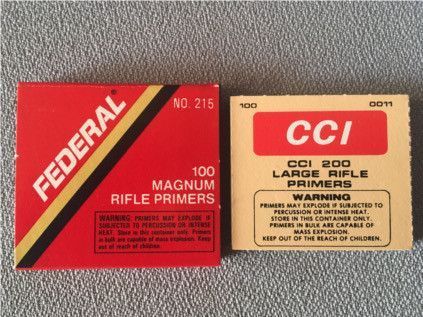 FEDERAL®
NO. 215
100
MAGNUM
RIFLE PRIMERS
WARNING: PRIMERS MAY EXPLODE IF
SUBJECTED TO PERCUSSION OR INTENSE
HEAT. Store in this container only. Primers
in bulk are capable of mass explosion. Keep
out of reach of children.
100 0011
CCI
CCI 200
LARGE RIFLE
PRIMERS
WARNING
PRIMERS MAY EXPLODE IF SUBJECTED TO
PERCUSSION OR INTENSE HEAT.
STORE IN THIS CONTAINER ONLY.
PRIMERS IN BULK ARE CAPABLE OF
MASS EXPLOSION.
KEEP OUT OF THE REACH OF CHILDREN.